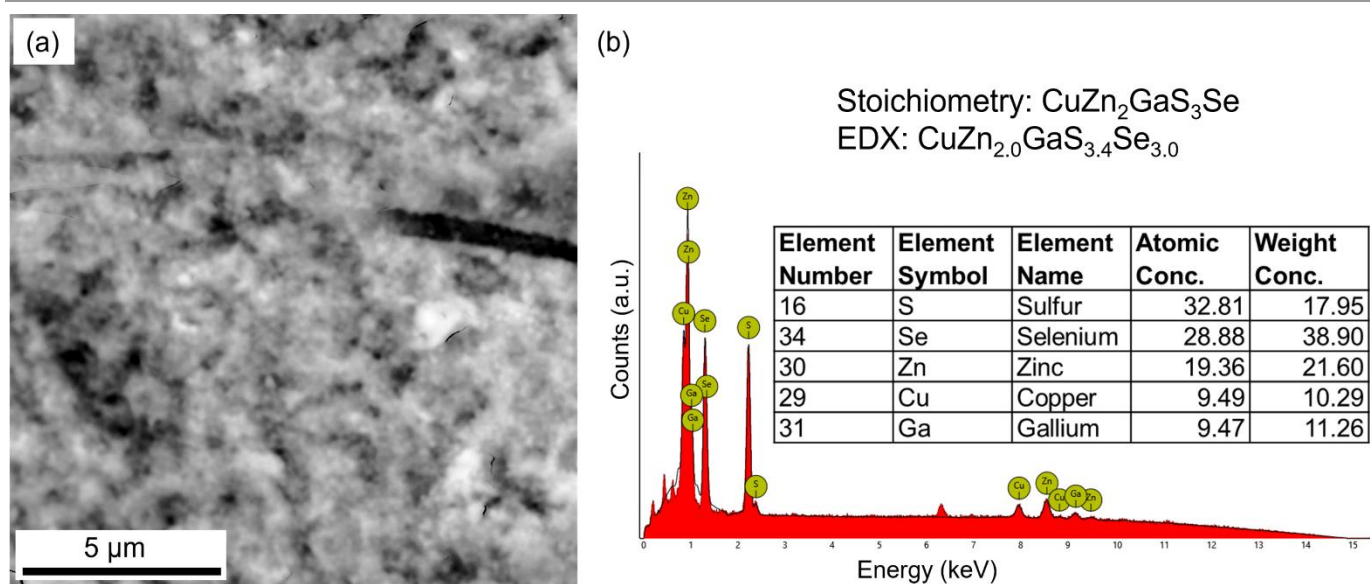 (a)
5 µm
(b)
Stoichiometry: CuZn₂GaS₃Se
EDX: CuZn₂.₀GaS₃.₄Se₃.₀
Counts (a.u.)
Zn
Zn
Cu
Se
S
Ga
Se
Ga
S
Cu
Zn
Cu
Ga
Zn
Element Number Element Symbol Element Name Atomic Conc. Weight Conc.
16 S Sulfur 32.81 17.95
34 Se Selenium 28.88 38.90
30 Zn Zinc 19.36 21.60
29 Cu Copper 9.49 10.29
31 Ga Gallium 9.47 11.26
0 1 2 3 4 5 6 7 8 9 10 11 12 13 14 15
Energy (keV)